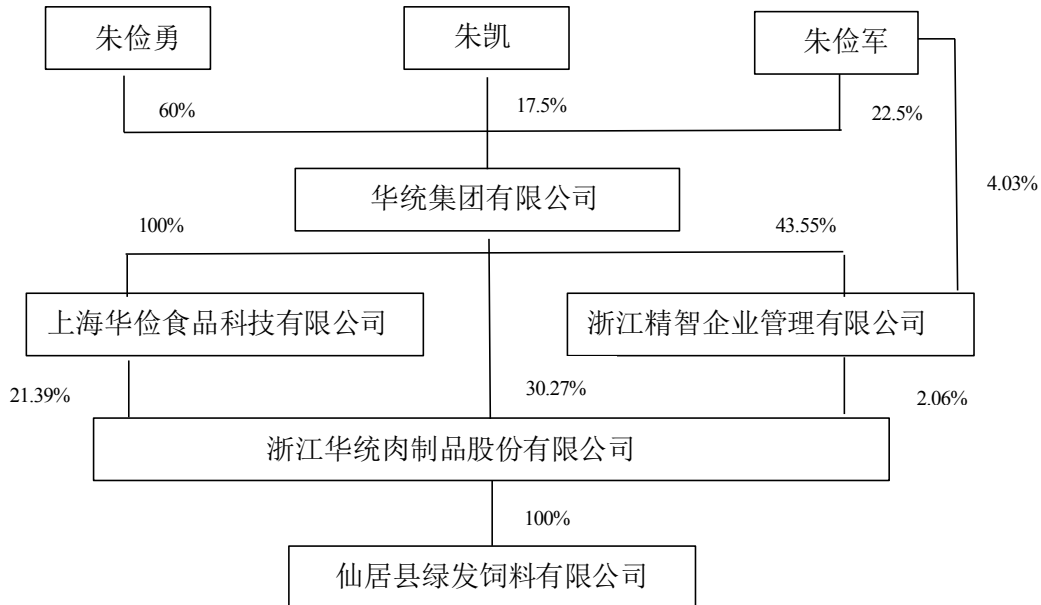 朱俭勇
朱凯
朱俭军
60%
17.5%
22.5%
4.03%
华统集团有限公司
100%
43.55%
上海华俭食品科技有限公司
浙江精智企业管理有限公司
21.39%
30.27%
2.06%
浙江华统肉制品股份有限公司
100%
仙居县绿发饲料有限公司